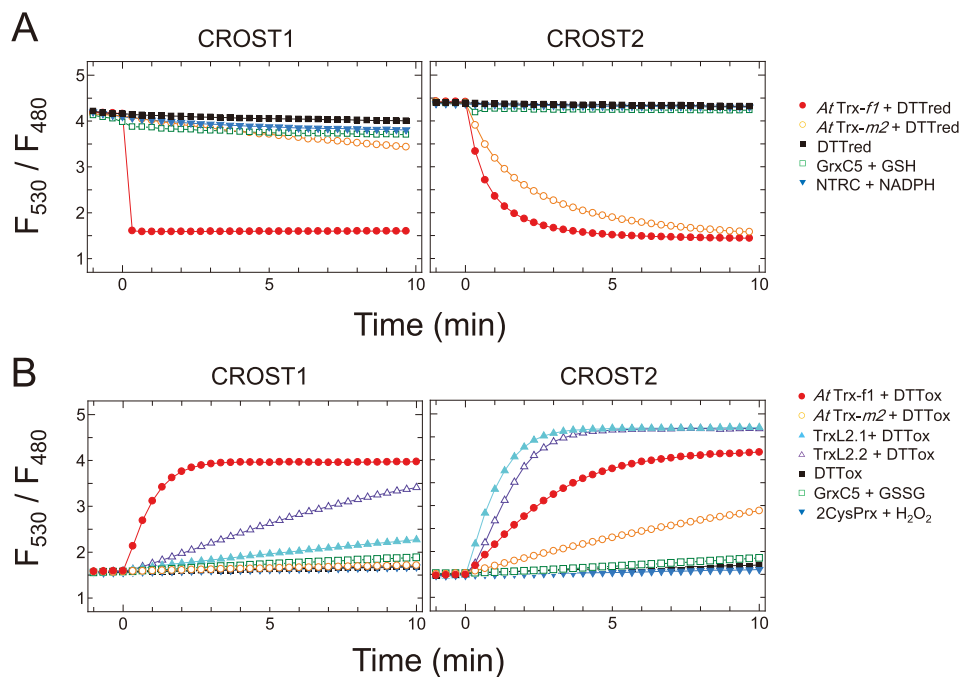 A
CROST1
CROST2
F530 / F480
5
4
3
2
1
0
5
10
0
5
10
Time (min)
At Trx-f1 + DTTred
At Trx-m2 + DTTred
DTTred
GrxC5 + GSH
NTRC + NADPH
B
CROST1
CROST2
F530 / F480
5
4
3
2
1
0
5
10
0
5
10
Time (min)
At Trx-f1 + DTTox
At Trx-m2 + DTTox
TrxL2.1+ DTTox
TrxL2.2 + DTTox
DTTox
GrxC5 + GSSG
2CysPrx + H2O2